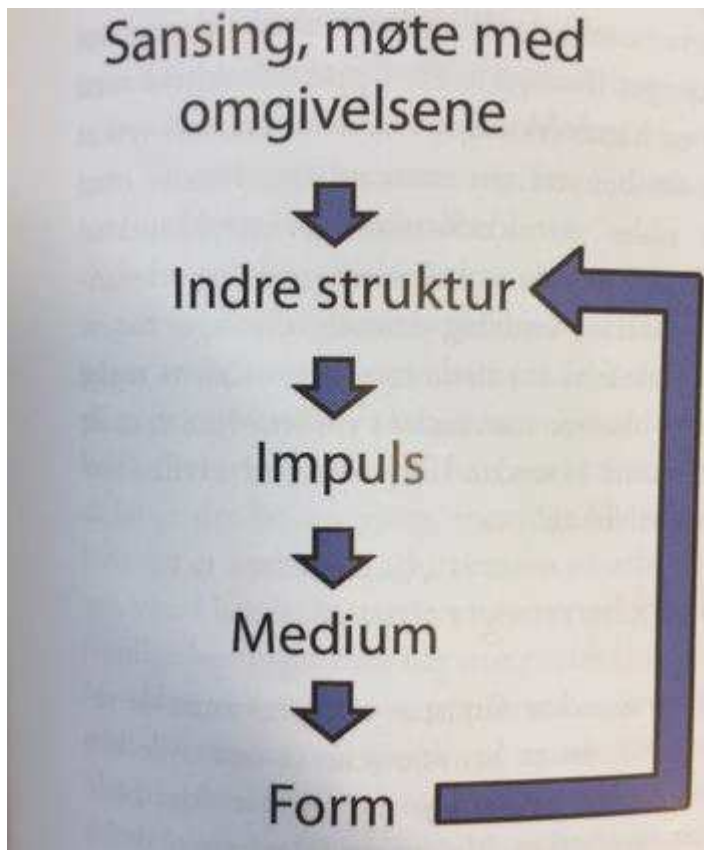 Sansing, møte med
omgivelsene
Indre struktur
Impuls
Medium
Form